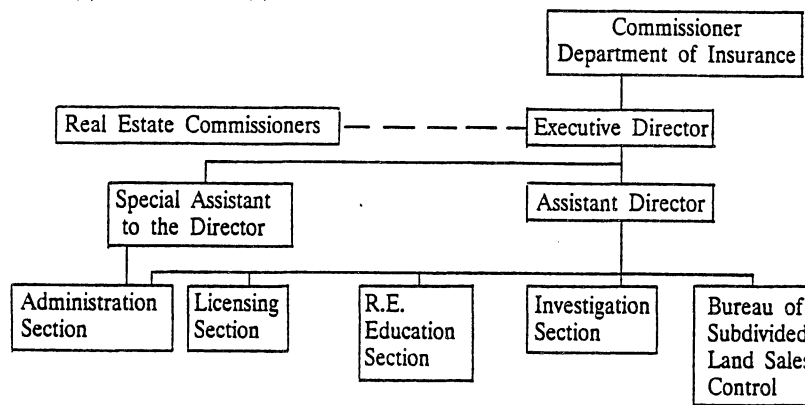 Commissioner
Department of Insurance
Real Estate Commissioners
Executive Director
Special Assistant
to the Director
Assistant Director
Administration
Section
Licensing
Section
R.E.
Education
Section
Investigation
Section
Bureau of
Subdivided
Land Sales
Control